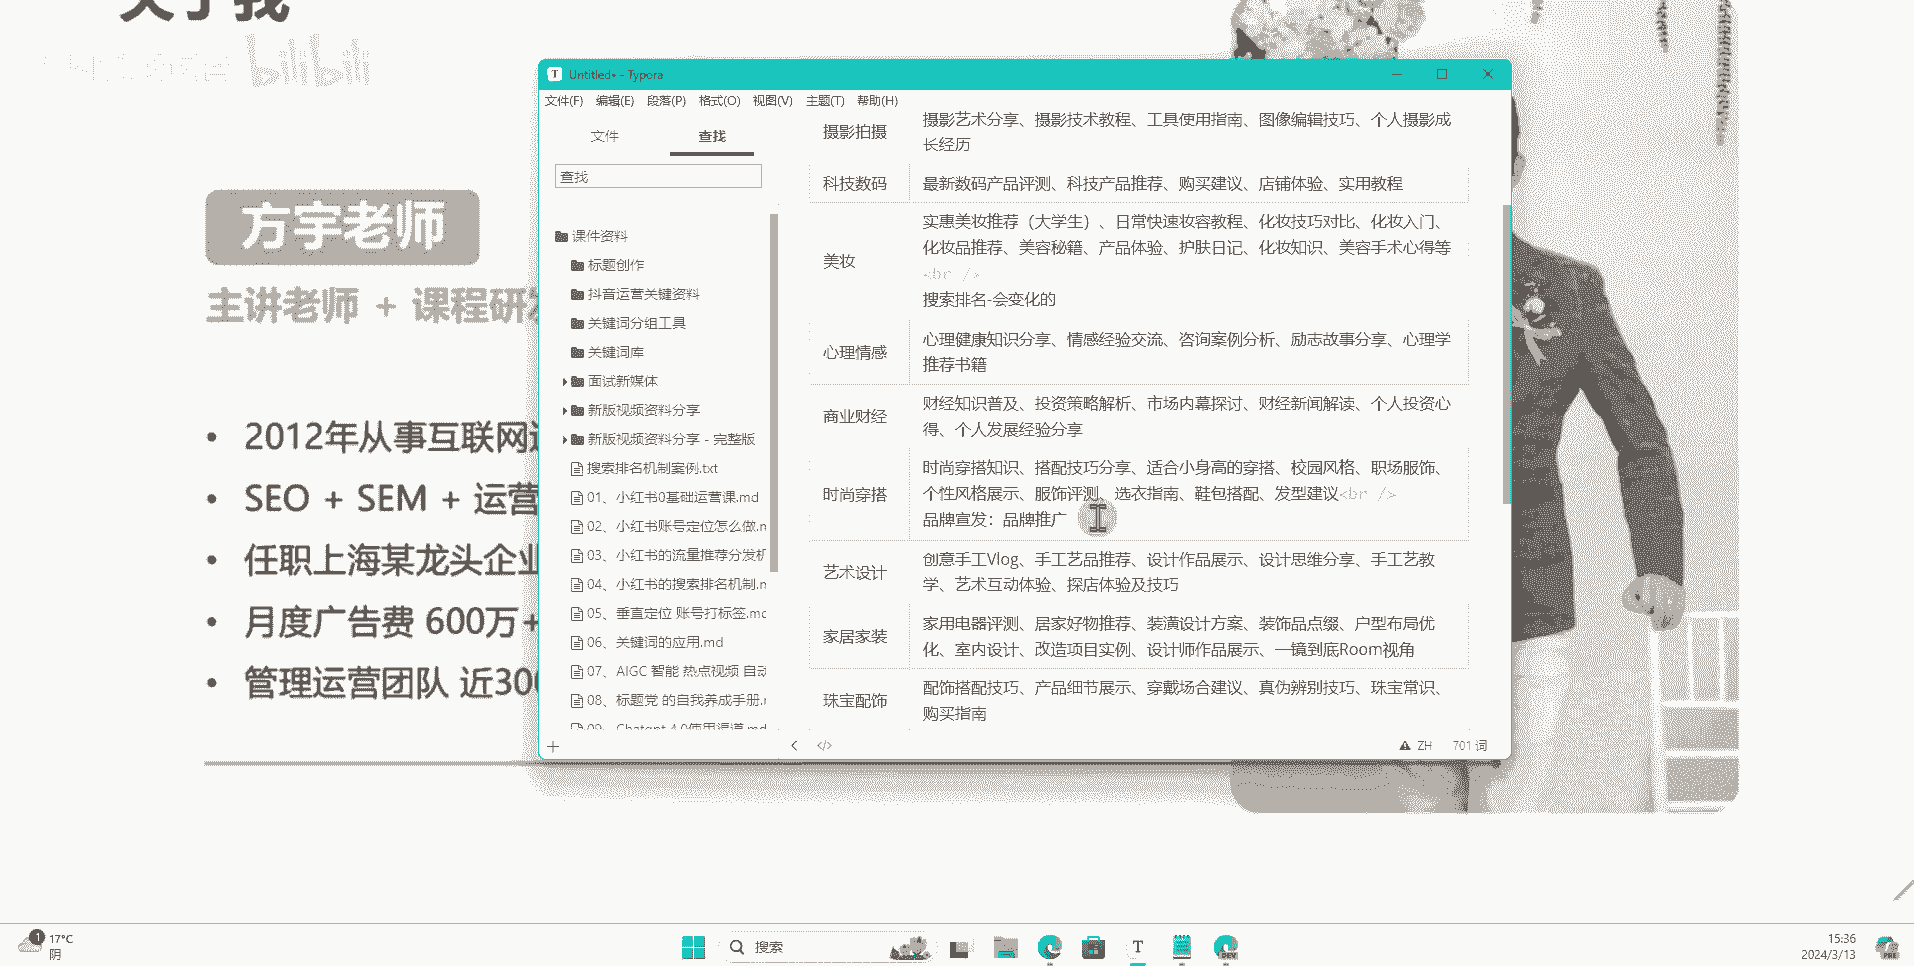 关于我
bilibili
方宇老师
主讲老师 + 课程研发
2012年从事互联网运
SEO + SEM + 运营
任职上海某龙头企业
月度广告费 600万+
管理运营团队 近300
Untitled• - Typora
文件(F) 编辑(E) 段落(P) 格式(O) 视图(V) 主题(T) 帮助(H)
文件 查找
查找
课件资料
标题创作
抖音运营关键资料
关键词分组工具
关键词库
面试新媒体
新版视频资料分享
新版视频资料分享 - 完整版
搜索排名机制案例.txt
01、小红书0基础运营课.md
02、小红书账号定位怎么做.m
03、小红书的流量推荐分发机
04、小红书的搜索排名机制.m
05、垂直定位 账号打标签.mc
06、关键词的应用.md
07、AIGC 智能 热点视频 自动
08、标题党 的自我养成手册.r
09、Chatgpt 4.0使用渠道.md
摄影拍摄
摄影艺术分享、摄影技术教程、工具使用指南、图像编辑技巧、个人摄影成
长经历
科技数码
最新数码产品评测、科技产品推荐、购买建议、店铺体验、实用教程
美妆
实惠美妆推荐（大学生）、日常快速妆容教程、化妆技巧对比、化妆入门、
化妆品推荐、美容秘籍、产品体验、护肤日记、化妆知识、美容手术心得等
<br />
搜索排名-会变化的
心理情感
心理健康知识分享、情感经验交流、咨询案例分析、励志故事分享、心理学
推荐书籍
商业财经
财经知识普及、投资策略解析、市场内幕探讨、财经新闻解读、个人投资心
得、个人发展经验分享
时尚穿搭
时尚穿搭知识、搭配技巧分享、适合小身高的穿搭、校园风格、职场服饰、
个性风格展示、服饰评测、选衣指南、鞋包搭配、发型建议<br />
品牌宣发：品牌推广
艺术设计
创意手工Vlog、手工艺品推荐、设计作品展示、设计思维分享、手工艺教
学、艺术互动体验、探店体验及技巧
家居家装
家用电器评测、居家好物推荐、装潢设计方案、装饰品点缀、户型布局优
化、室内设计、改造项目实例、设计师作品展示、一镜到底Room视角
珠宝配饰
配饰搭配技巧、产品细节展示、穿戴场合建议、真伪辨别技巧、珠宝常识、
购买指南
ZH 701 词
1
17°C
阴
搜索
DEV
15:36
2024/3/13
PRE